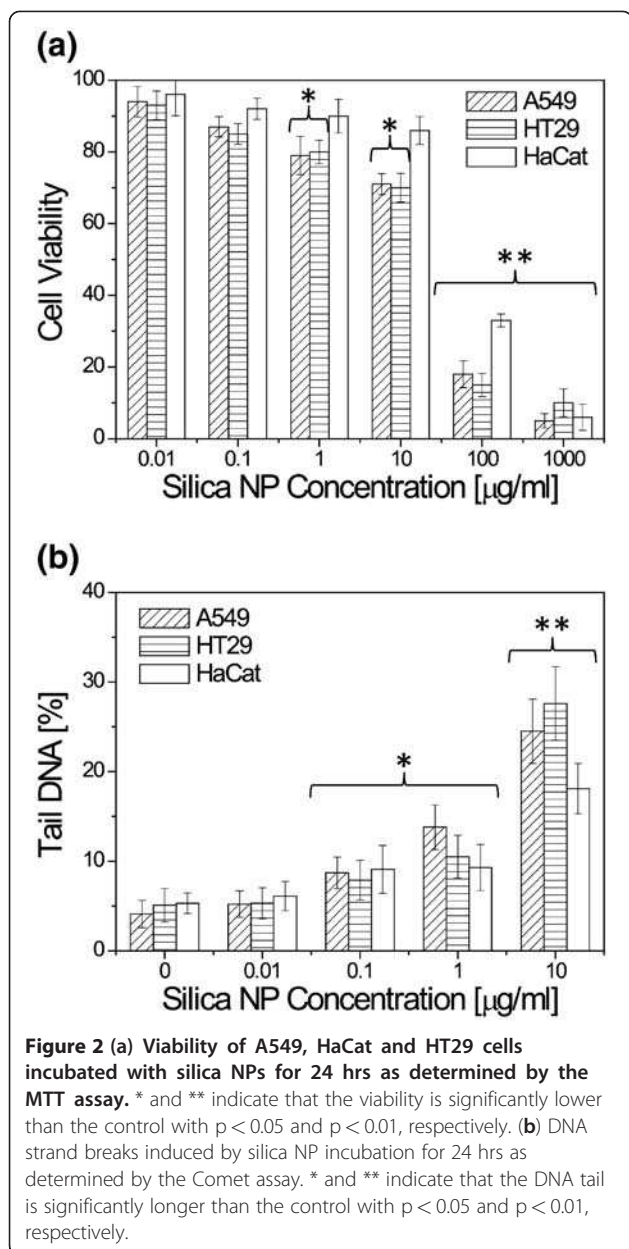 (a)
100
80
60
40
20
0
Cell Viability
*
*
**
A549
HT29
HaCat
0.01 0.1 1 10 100 1000
Silica NP Concentration [μg/ml]
(b)
40
30
20
10
0
Tail DNA [%]
A549
HT29
HaCat
*
**
0 0.01 0.1 1 10
Silica NP Concentration [μg/ml]
Figure 2 (a) Viability of A549, HaCat and HT29 cells
incubated with silica NPs for 24 hrs as determined by the
MTT assay. * and ** indicate that the viability is significantly lower
than the control with p < 0.05 and p < 0.01, respectively. (b) DNA
strand breaks induced by silica NP incubation for 24 hrs as
determined by the Comet assay. * and ** indicate that the DNA tail
is significantly longer than the control with p < 0.05 and p < 0.01,
respectively.